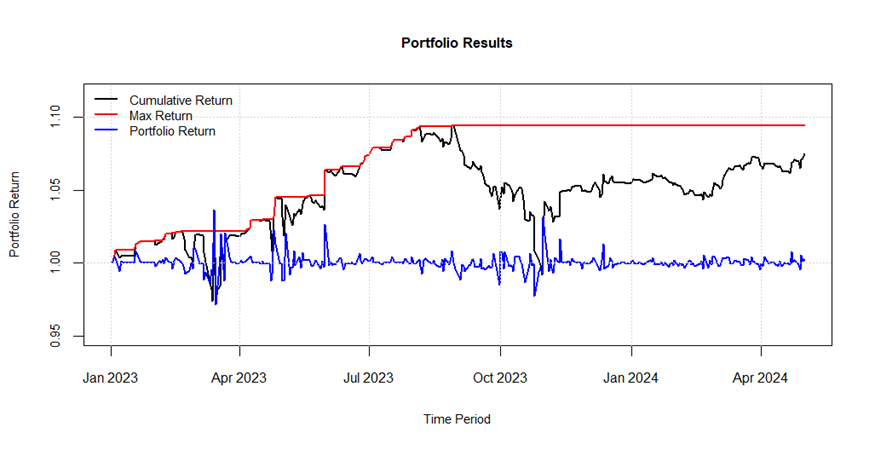 Portfolio Results
Cumulative Return
Max Return
Portfolio Return
Portfolio Return
1.10
1.05
1.00
0.95
Jan 2023 Apr 2023 Jul 2023 Oct 2023 Jan 2024 Apr 2024
Time Period